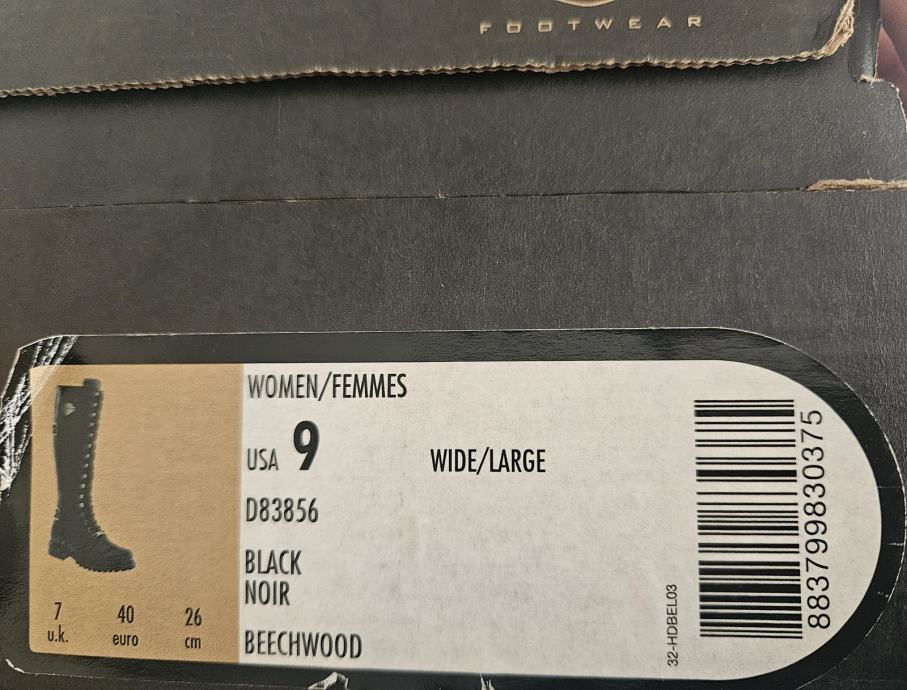 FOOTWEAR
WOMEN/FEMMES
USA 9 WIDE/LARGE
D83856
BLACK
NOIR
BEECHWOOD
7 40 26
u.k. euro cm
32-HDBEL03
883799830375